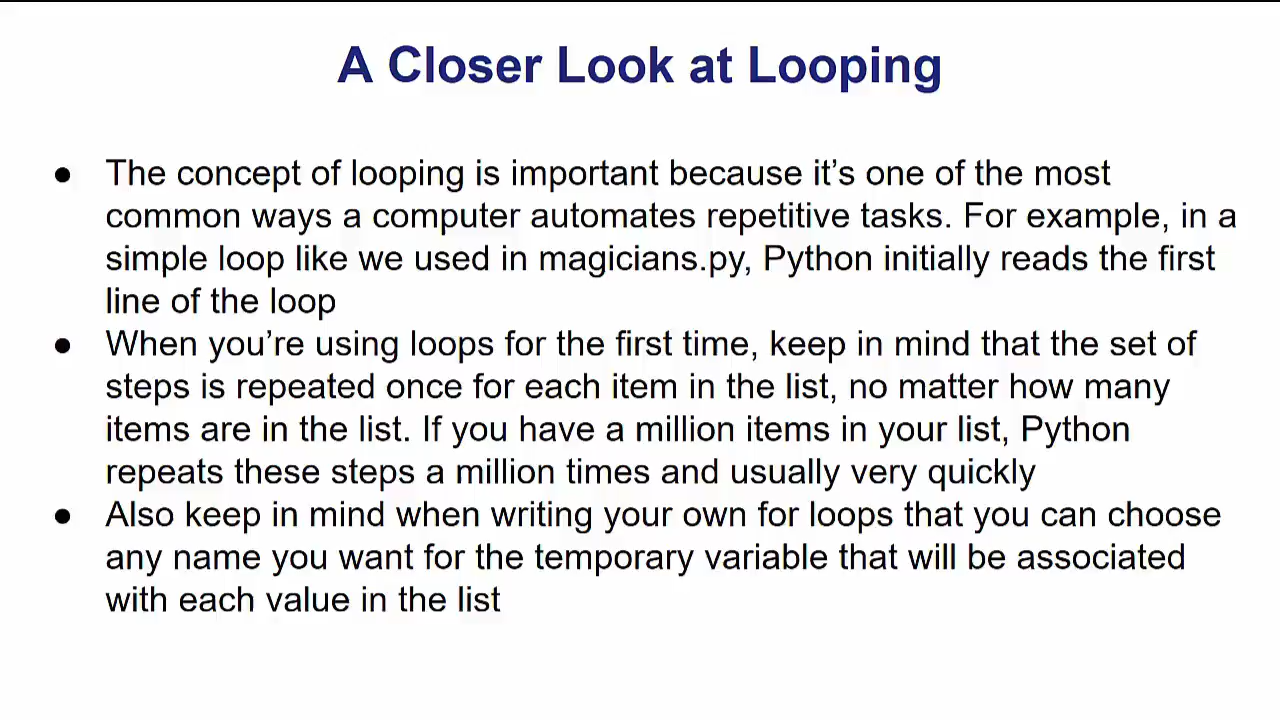 A Closer Look at Looping
● The concept of looping is important because it’s one of the most
common ways a computer automates repetitive tasks. For example, in a
simple loop like we used in magicians.py, Python initially reads the first
line of the loop
● When you’re using loops for the first time, keep in mind that the set of
steps is repeated once for each item in the list, no matter how many
items are in the list. If you have a million items in your list, Python
repeats these steps a million times and usually very quickly
● Also keep in mind when writing your own for loops that you can choose
any name you want for the temporary variable that will be associated
with each value in the list